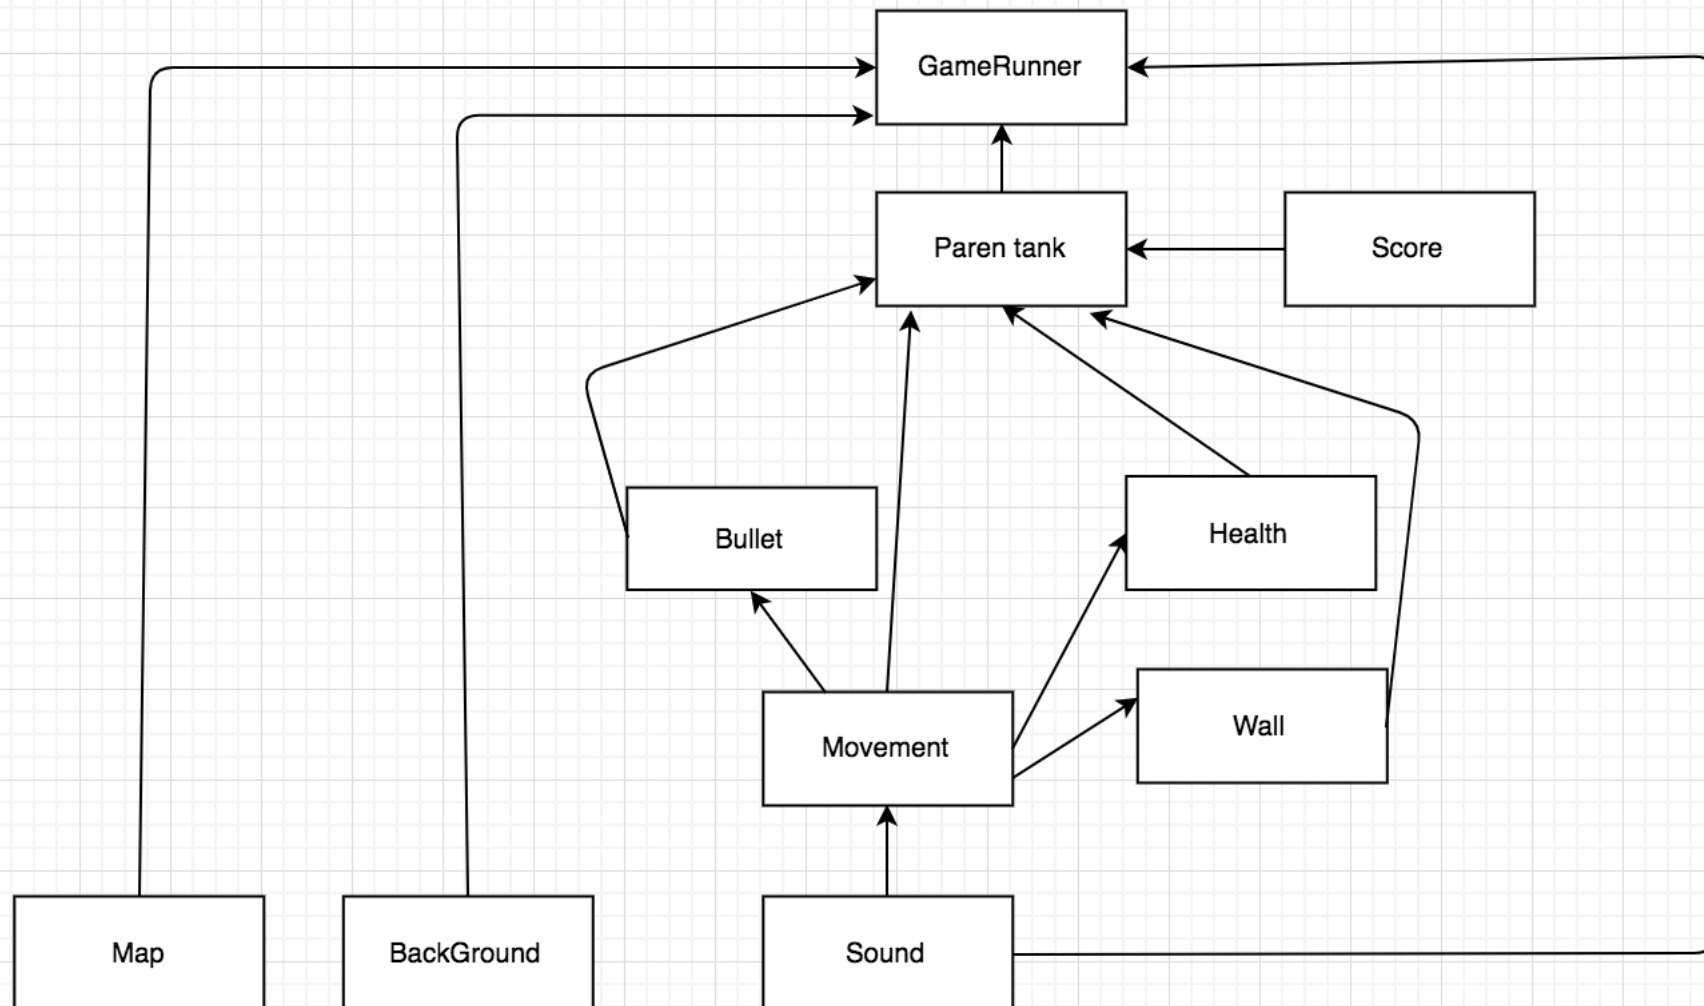 GameRunner
Paren tank
Score
Bullet
Health
Wall
Movement
Map
BackGround
Sound